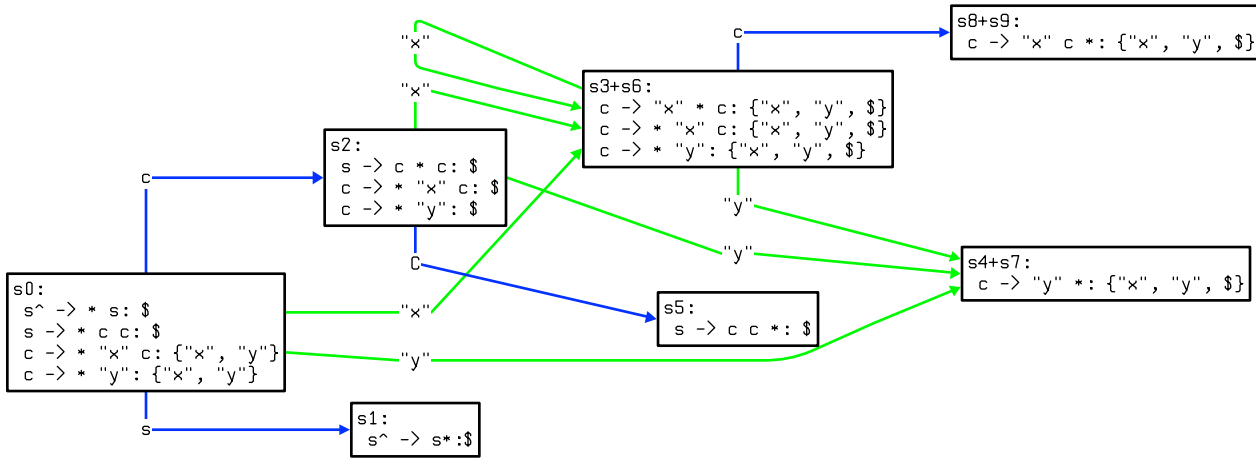 c
s8+s9:
c -> "x" c *: {"x", "y", $}
"x"
"x"
s3+s6:
c -> "x" * c: {"x", "y", $}
c -> * "x" c: {"x", "y", $}
c -> * "y": {"x", "y, $}
s2:
s -> c * c: $
c -> * "x" c: $
c -> * "y": $
c
"y"
"y"
C
s4+s7:
c -> "y" *: {"x", "y", $}
s0:
s^ -> * s: $
s -> * c c: $
c -> * "x" c: {"x", "y"}
c -> * "y": {"x", "y"}
"x"
"y"
s5:
s -> c c *: $
s
s1:
s^ -> s*:$